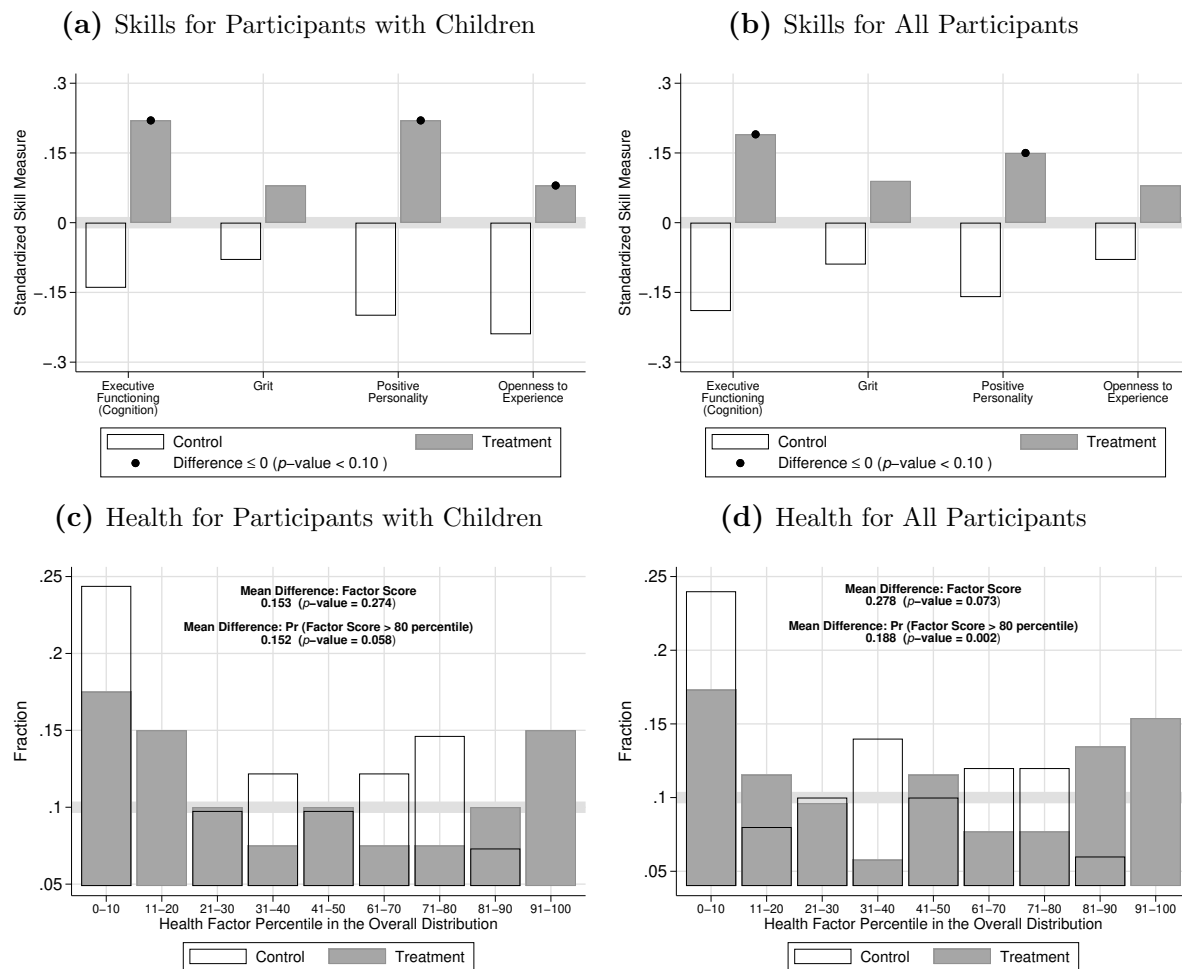 (a) Skills for Participants with Children
.3
.15
0
−.15
−.3
Standardized Skill Measure
Executive
Functioning
(Cognition)
Grit
Positive
Personality
Openness to
Experience
Control
Treatment
Difference ≤ 0 (p−value < 0.10 )
(b) Skills for All Participants
.3
.15
0
−.15
−.3
Standardized Skill Measure
Executive
Functioning
(Cognition)
Grit
Positive
Personality
Openness to
Experience
Control
Treatment
Difference ≤ 0 (p−value < 0.10 )
(c) Health for Participants with Children
.25
.2
.15
.1
.05
Fraction
Mean Difference: Factor Score
0.153 (p−value = 0.274)
Mean Difference: Pr (Factor Score > 80 percentile)
0.152 (p−value = 0.058)
0−10
11−20
21−30
31−40
41−50
61−70
71−80
81−90
91−100
Health Factor Percentile in the Overall Distribution
Control
Treatment
(d) Health for All Participants
.25
.2
.15
.1
.05
Fraction
Mean Difference: Factor Score
0.278 (p−value = 0.073)
Mean Difference: Pr (Factor Score > 80 percentile)
0.188 (p−value = 0.002)
0−10
11−20
21−30
31−40
41−50
61−70
71−80
81−90
91−100
Health Factor Percentile in the Overall Distribution
Control
Treatment